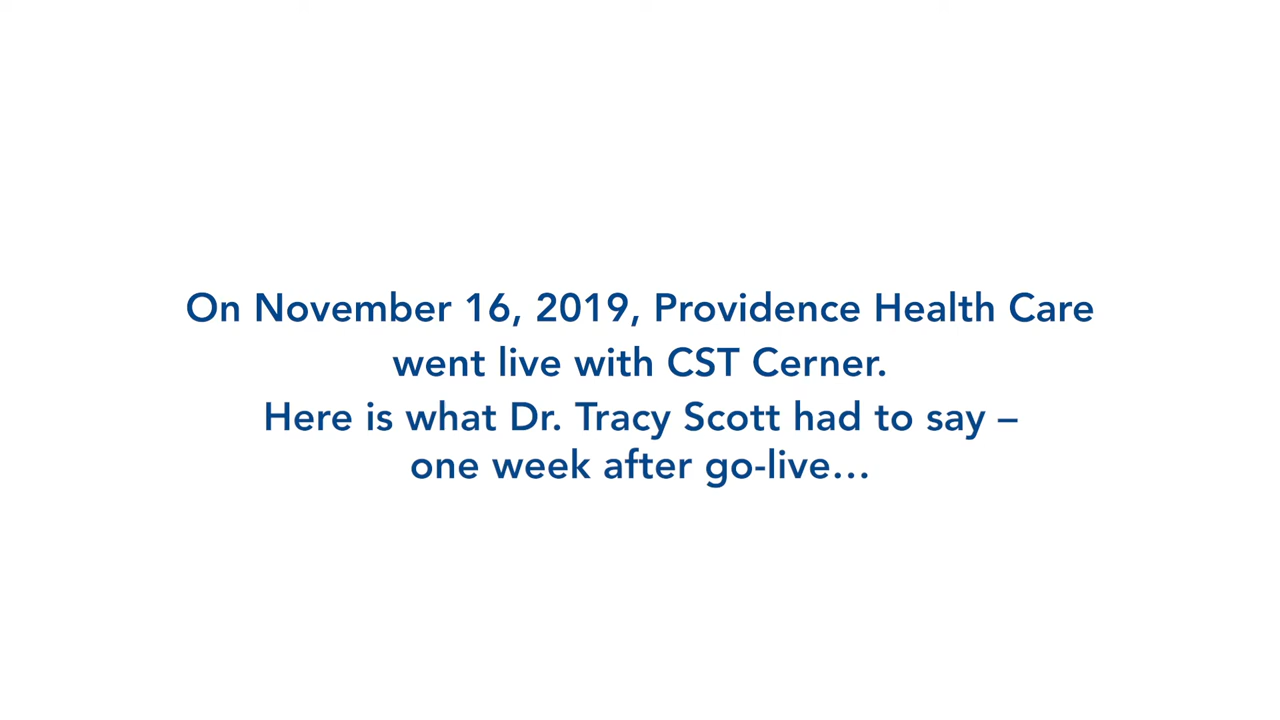 On November 16, 2019, Providence Health Care
went live with CST Cerner.
Here is what Dr. Tracy Scott had to say –
one week after go-live…